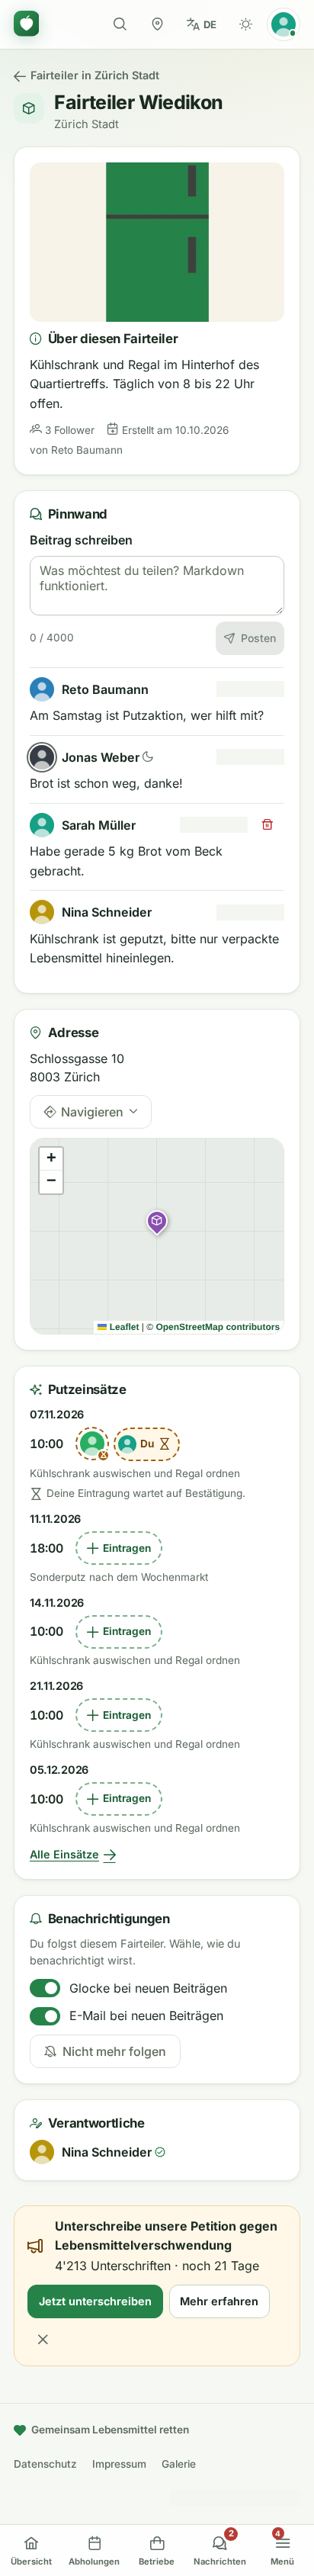 DE
Fairteiler in Zürich Stadt
Fairteiler Wiedikon
Zürich Stadt
Über diesen Fairteiler
Kühlschrank und Regal im Hinterhof des
Quartiertreffs. Täglich von 8 bis 22 Uhr
offen.
3 Follower Erstellt am 10.10.2026
von Reto Baumann
Pinnwand
Beitrag schreiben
Was möchtest du teilen? Markdown
funktioniert.
0 / 4000 Posten
Reto Baumann
Am Samstag ist Putzaktion, wer hilft mit?
Jonas Weber
Brot ist schon weg, danke!
Sarah Müller
Habe gerade 5 kg Brot vom Beck
gebracht.
Nina Schneider
Kühlschrank ist geputzt, bitte nur verpackte
Lebensmittel hineinlegen.
Adresse
Schlossgasse 10
8003 Zürich
Navigieren
+
−
Leaflet | © OpenStreetMap contributors
Putzeinsätze
07.11.2026
10:00 Du
Kühlschrank auswischen und Regal ordnen
Deine Eintragung wartet auf Bestätigung.
11.11.2026
18:00 Eintragen
Sonderputz nach dem Wochenmarkt
14.11.2026
10:00 Eintragen
Kühlschrank auswischen und Regal ordnen
21.11.2026
10:00 Eintragen
Kühlschrank auswischen und Regal ordnen
05.12.2026
10:00 Eintragen
Kühlschrank auswischen und Regal ordnen
Alle Einsätze
Benachrichtigungen
Du folgst diesem Fairteiler. Wähle, wie du
benachrichtigt wirst.
Glocke bei neuen Beiträgen
E-Mail bei neuen Beiträgen
Nicht mehr folgen
Verantwortliche
Nina Schneider
Unterschreibe unsere Petition gegen
Lebensmittelverschwendung
4'213 Unterschriften · noch 21 Tage
Jetzt unterschreiben Mehr erfahren
Gemeinsam Lebensmittel retten
Datenschutz Impressum Galerie
2 4
Übersicht Abholungen Betriebe Nachrichten Menü